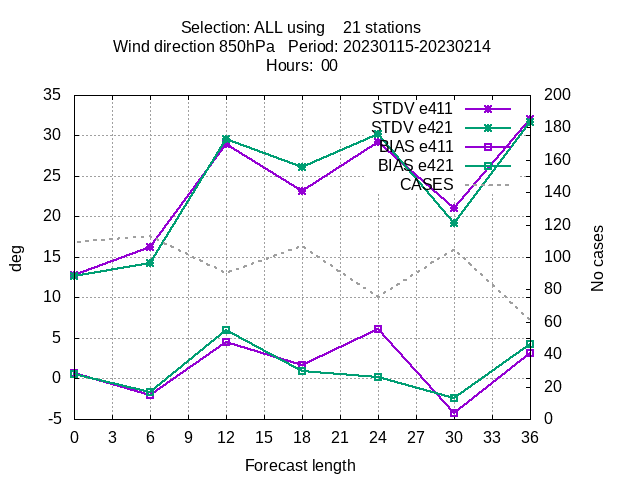 Selection: ALL using    21 stations
Wind direction 850hPa   Period: 20230115-20230214
Hours:  00
35
30
25
20
15
10
5
0
-5
200
180
160
140
120
100
80
60
40
20
0
STDV e411
STDV e421
BIAS e411
BIAS e421
CASES
deg
No cases
0 3 6 9 12 15 18 21 24 27 30 33 36
Forecast length